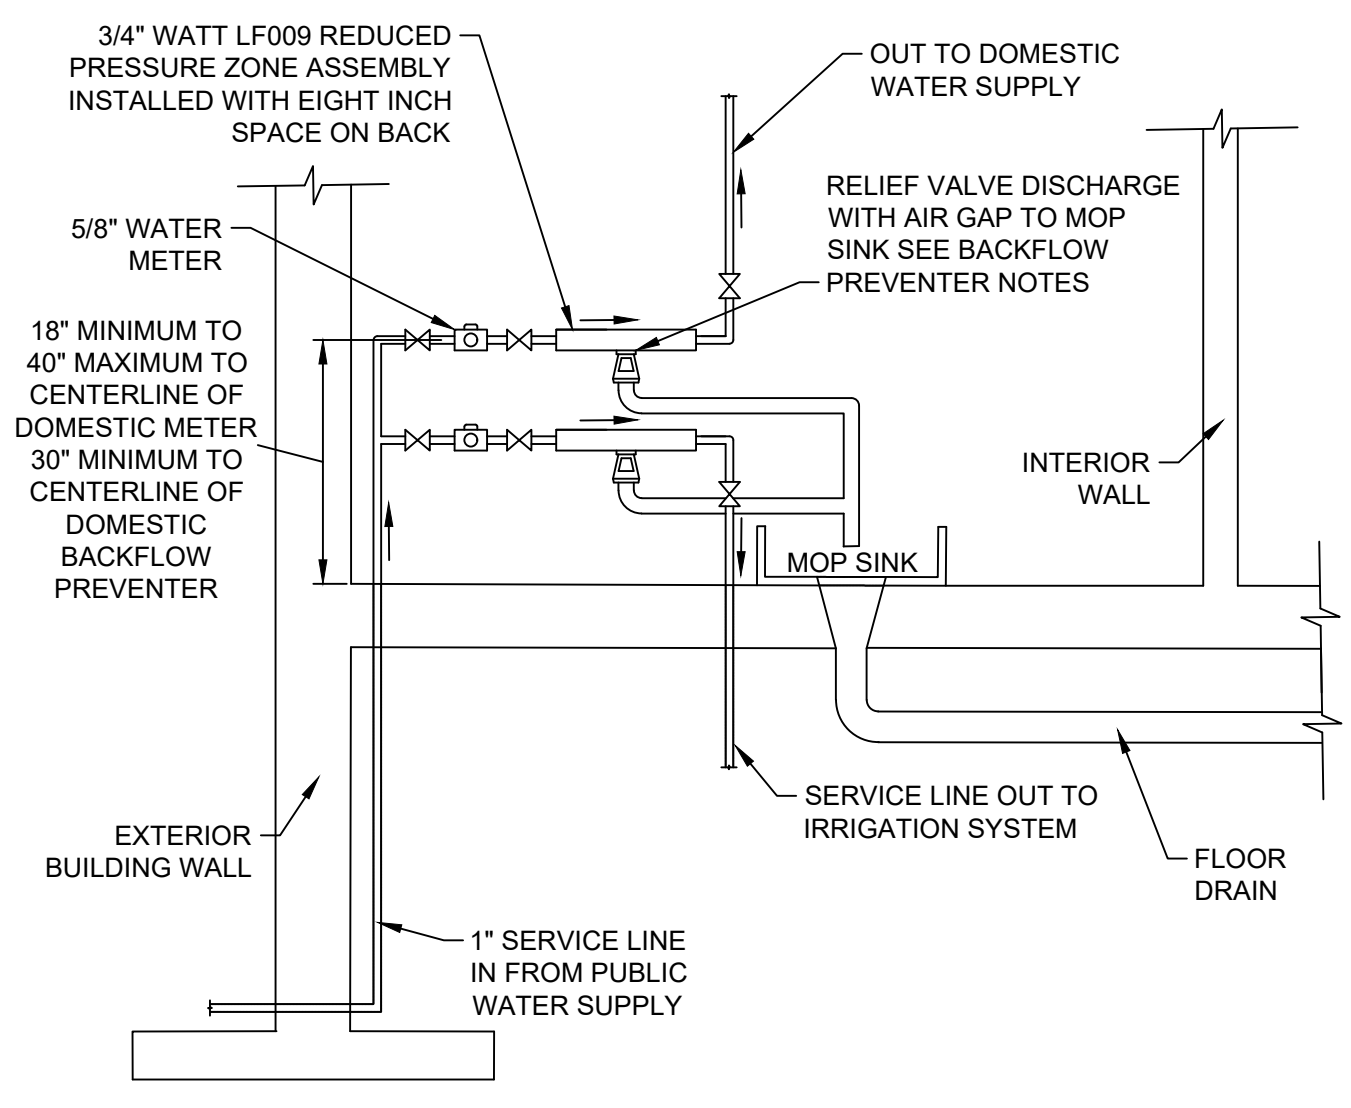 3/4" WATT LF009 REDUCED
PRESSURE ZONE ASSEMBLY
INSTALLED WITH EIGHT INCH
SPACE ON BACK
OUT TO DOMESTIC
WATER SUPPLY
RELIEF VALVE DISCHARGE
WITH AIR GAP TO MOP
SINK SEE BACKFLOW
PREVENTER NOTES
5/8" WATER
METER
18" MINIMUM TO
40" MAXIMUM TO
CENTERLINE OF
DOMESTIC METER
30" MINIMUM TO
CENTERLINE OF
DOMESTIC
BACKFLOW
PREVENTER
INTERIOR
WALL
MOP SINK
SERVICE LINE OUT TO
IRRIGATION SYSTEM
EXTERIOR
BUILDING WALL
FLOOR
DRAIN
1" SERVICE LINE
IN FROM PUBLIC
WATER SUPPLY